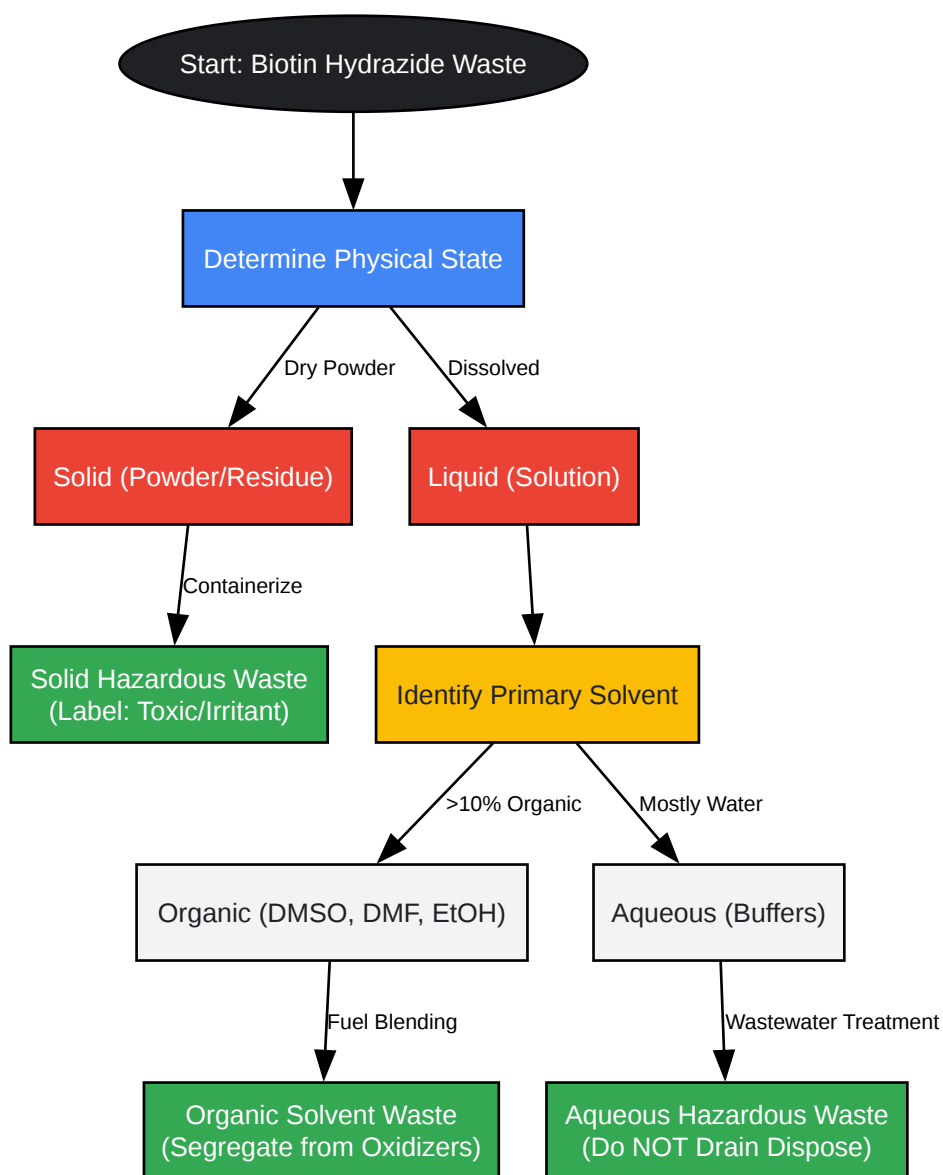 Start: Biotin Hydrazide Waste
Determine Physical State
Dry Powder
Dissolved
Solid (Powder/Residue)
Liquid (Solution)
Containerize
Solid Hazardous Waste
(Label: Toxic/Irritant)
Identify Primary Solvent
>10% Organic
Mostly Water
Organic (DMSO, DMF, EtOH)
Aqueous (Buffers)
Fuel Blending
Wastewater Treatment
Organic Solvent Waste
(Segregate from Oxidizers)
Aqueous Hazardous Waste
(Do NOT Drain Dispose)